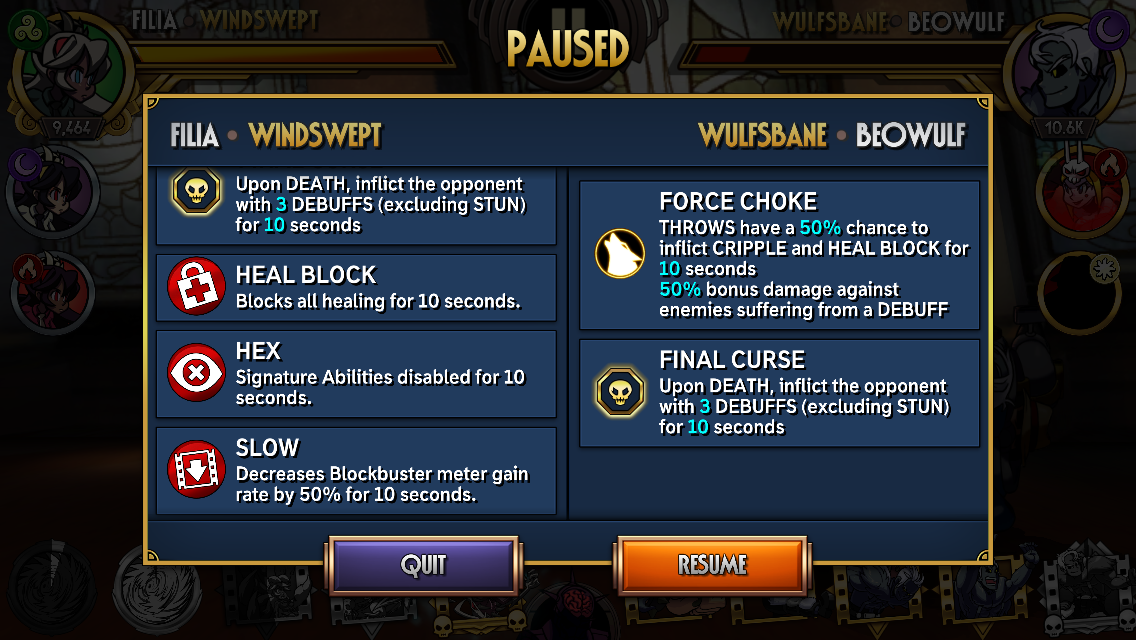 FILIA • WINDSWEPT
WULFSBANE • BEOWULF
PAUSED
9,464
10.6K
FILIA • WINDSWEPT
WULFSBANE • BEOWULF
Upon DEATH, inflict the opponent
with 3 DEBUFFS (excluding STUN)
for 10 seconds
HEAL BLOCK
Blocks all healing for 10 seconds.
HEX
Signature Abilities disabled for 10
seconds.
SLOW
Decreases Blockbuster meter gain
rate by 50% for 10 seconds.
FORCE CHOKE
THROWS have a 50% chance to
inflict CRIPPLE and HEAL BLOCK for
10 seconds
50% bonus damage against
enemies suffering from a DEBUFF
FINAL CURSE
Upon DEATH, inflict the opponent
with 3 DEBUFFS (excluding STUN)
for 10 seconds
QUIT
RESUME